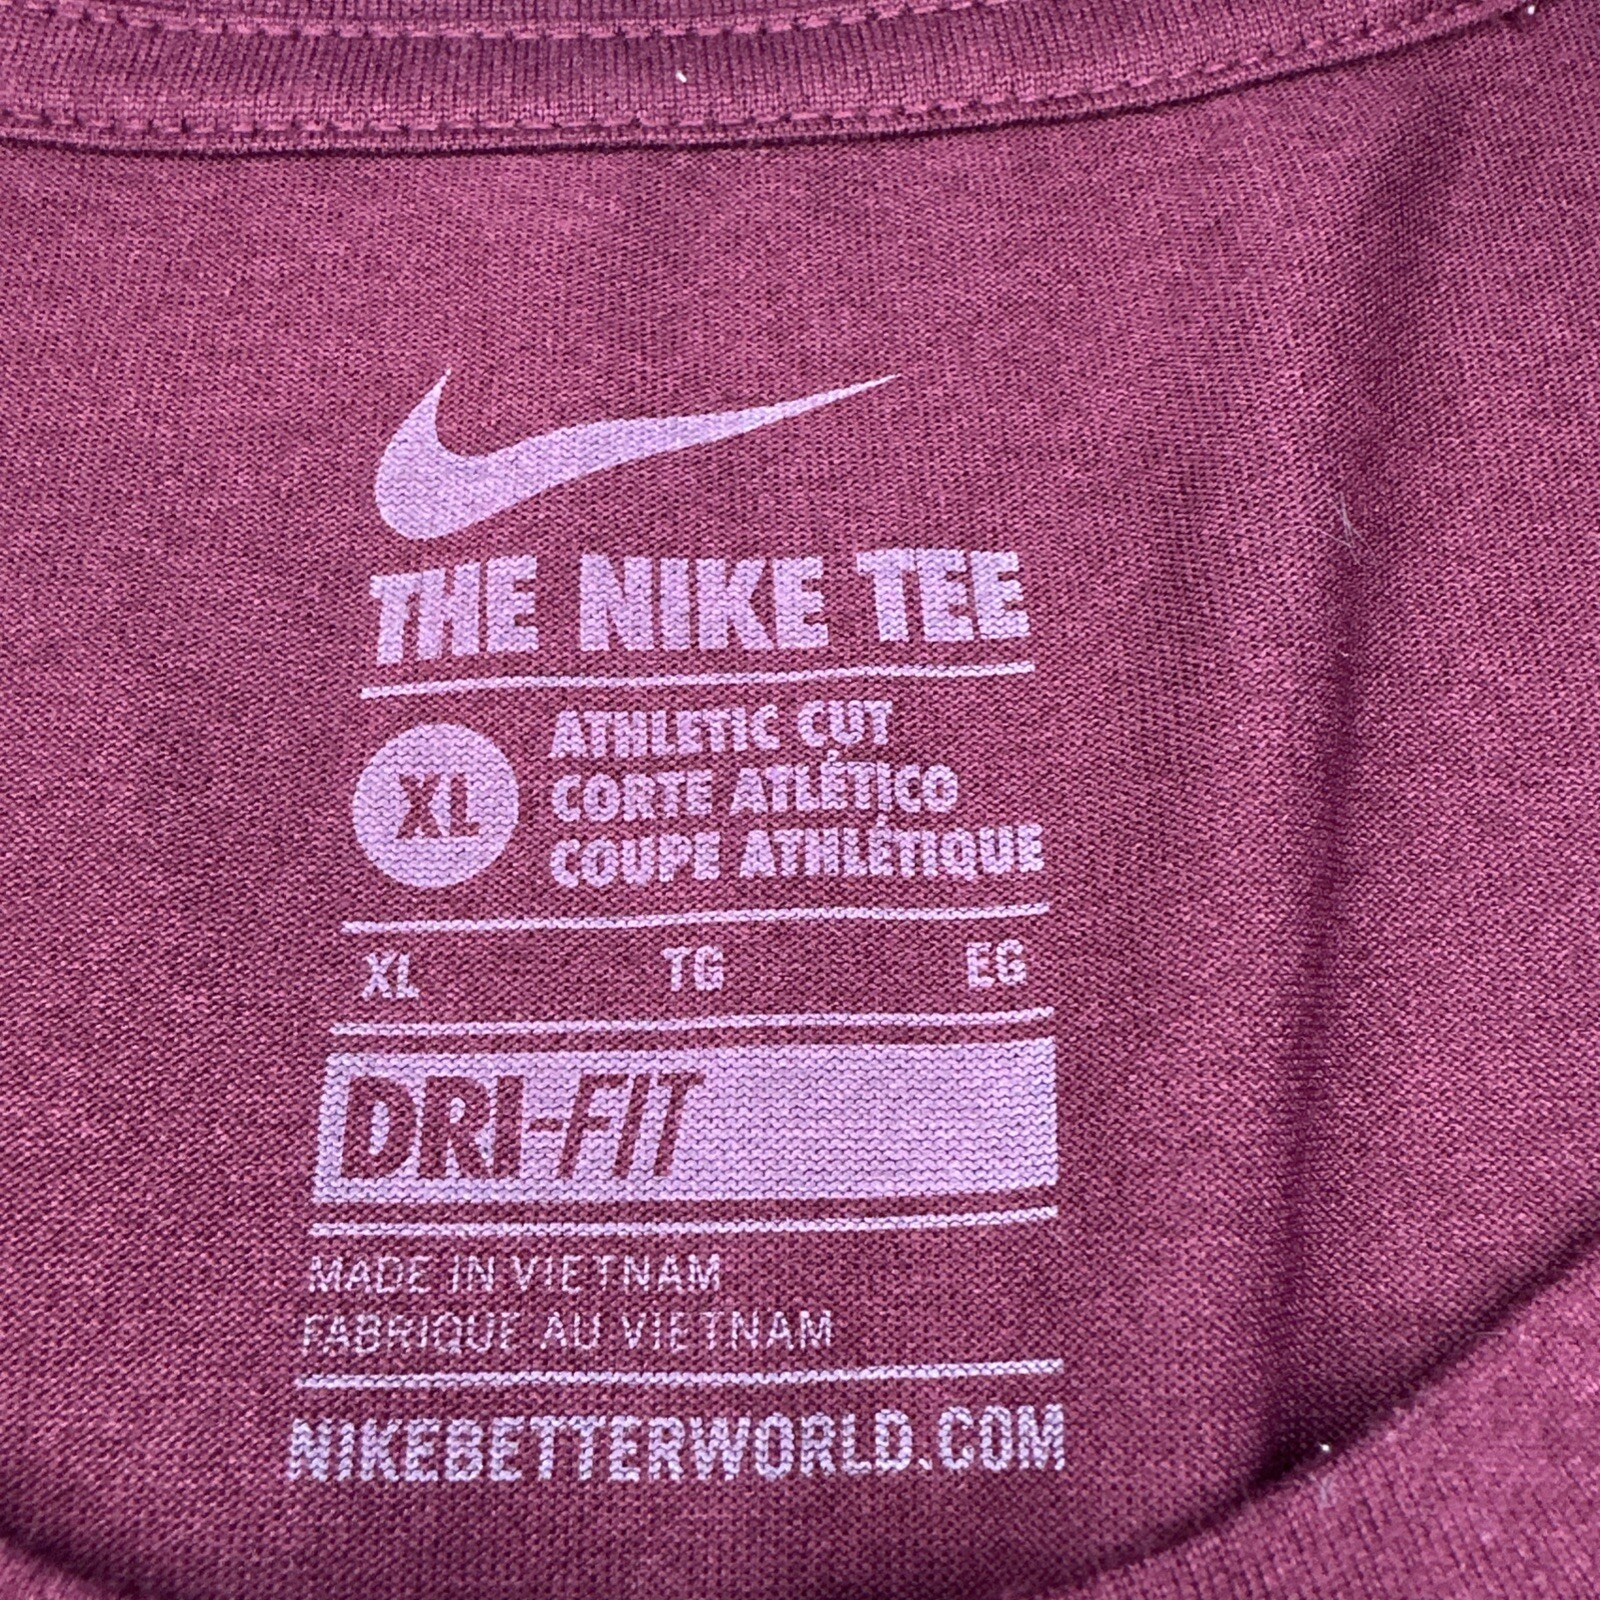 THE NIKE TEE
XL
ATHLETIC CUT
CORTE ATLÉTICO
COUPE ATHLÉTIQUE
XL TG EG
DRI-FIT
MADE IN VIETNAM
FABRIQUE AU VIETNAM
NIKEBETTERWORLD.COM